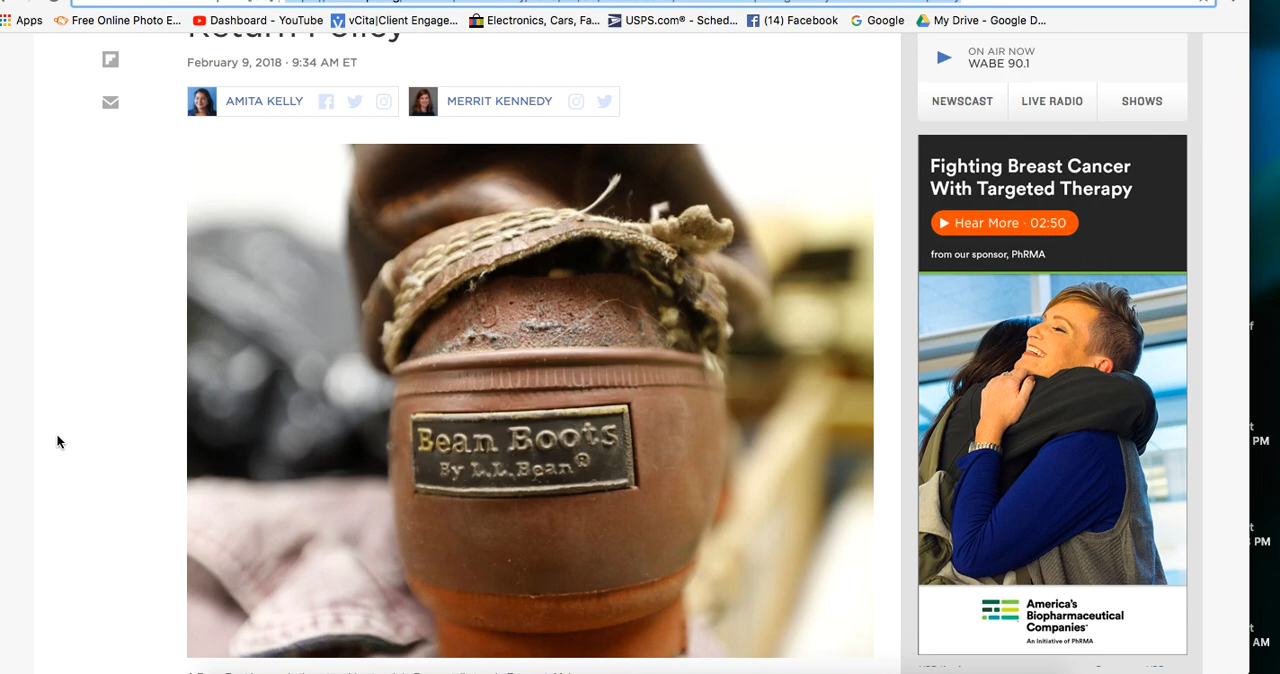 Apps Free Online Photo E... Dashboard - YouTube vCita|Client Engage... Electronics, Cars, Fa... USPS.com® - Sched... (14) Facebook Google My Drive - Google D...
Return Policy
February 9, 2018 · 9:34 AM ET
AMITA KELLY MERRIT KENNEDY
Bean Boots
By L.L.Bean®
ON AIR NOW
WABE 90.1
NEWSCAST LIVE RADIO SHOWS
Fighting Breast Cancer
With Targeted Therapy
Hear More · 02:50
from our sponsor, PhRMA
America's
Biopharmaceutical
Companies
An Initiative of PhRMA
f
t
PM
t
PM
t
AM